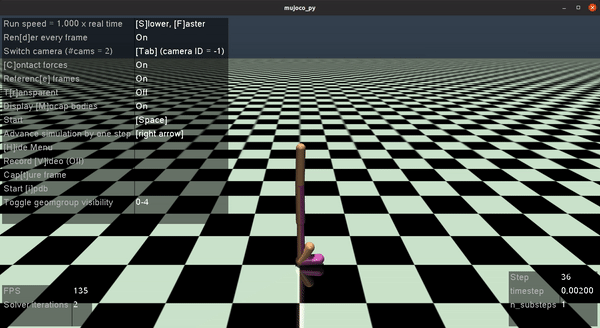 mujoco_py
Run speed = 1.000 x real time [S]lower, [F]aster
Ren[d]er every frame On
Switch camera (#cams = 2) [Tab] (camera ID = -1)
[C]ontact forces On
Referenc[e] frames On
T[r]ansparent Off
Display [M]ocap bodies On
Start [Space]
Advance simulation by one step [right arrow]
[H]ide Menu
Record [V]ideo (Off)
Cap[t]ure frame
Start [i]pdb
Toggle geomgroup visibility 0-4
FPS 135
Solver iterations 2
Step 36
timestep 0.00200
n_substeps 1